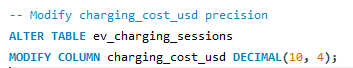 -- Modify charging_cost_usd precision
ALTER TABLE ev_charging_sessions
MODIFY COLUMN charging_cost_usd DECIMAL(10, 4);